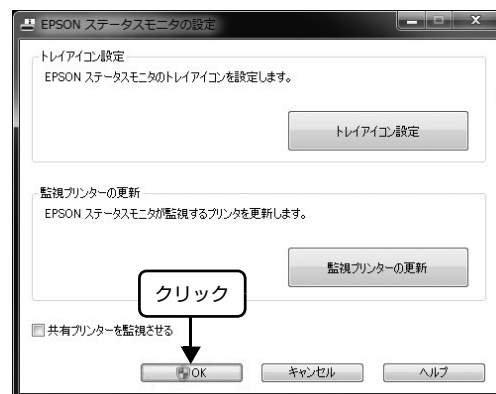 EPSON ステータスモニタの設定
トレイアイコン設定
EPSON ステータスモニタのトレイアイコンを設定します。
トレイアイコン設定
監視プリンターの更新
EPSON ステータスモニタが監視するプリンタを更新します。
監視プリンターの更新
クリック
共有プリンターを監視させる
OK
キャンセル
ヘルプ